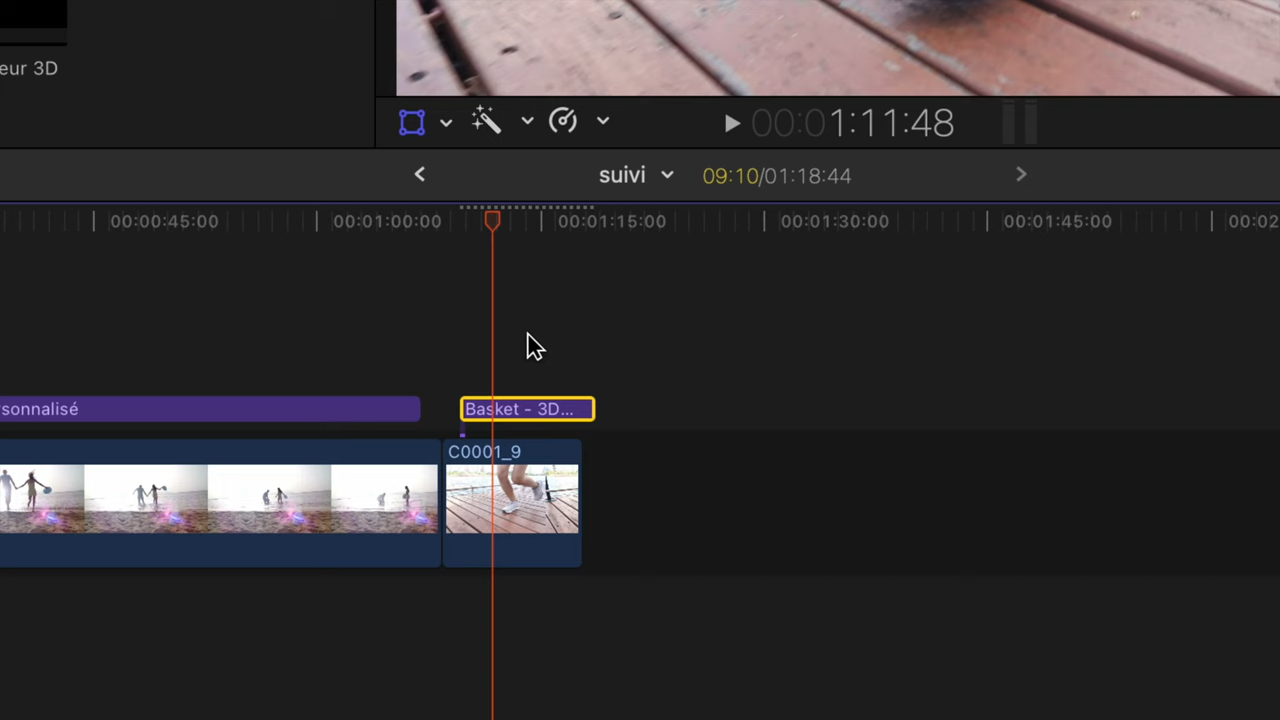 eur 3D
00:01:11:48
suivi
09:10/01:18:44
00:00:45:00
00:01:00:00
00:01:15:00
00:01:30:00
00:01:45:00
00:02
sonnalisé
Basket - 3D...
C0001_9